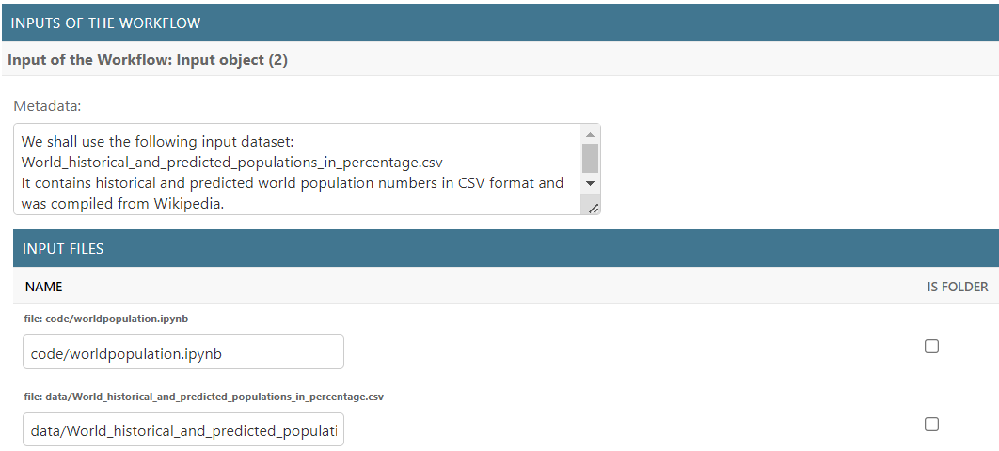 INPUTS OF THE WORKFLOW
Input of the Workflow: Input object (2)
Metadata:
We shall use the following input dataset:
World_historical_and_predicted_populations_in_percentage.csv
It contains historical and predicted world population numbers in CSV format and
was compiled from Wikipedia.
INPUT FILES
NAME IS FOLDER
file: code/worldpopulation.ipynb
code/worldpopulation.ipynb
file: data/World_historical_and_predicted_populations_in_percentage.csv
data/World_historical_and_predicted_populati